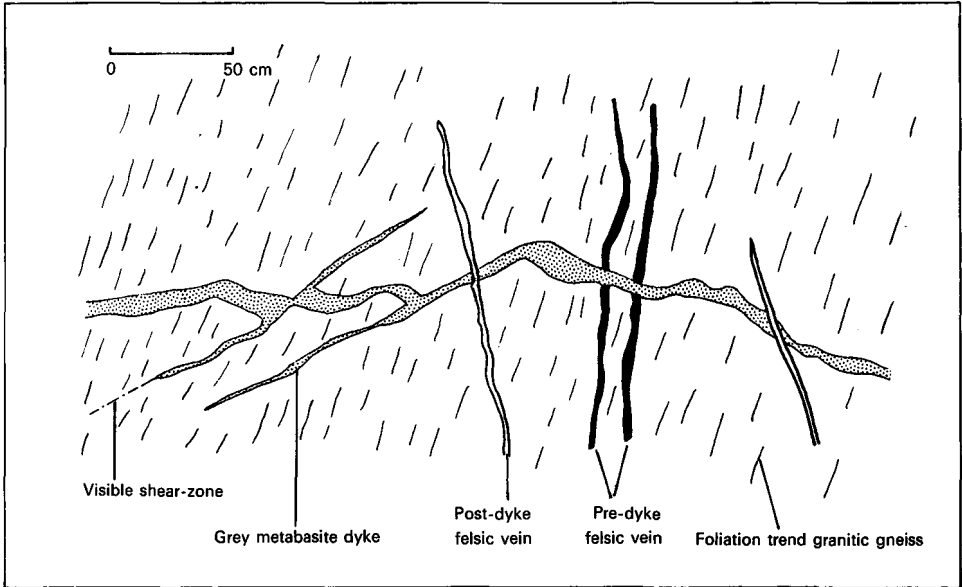 0 50 cm
Visible shear-zone
Grey metabasite dyke
Post-dyke
felsic vein
Pre-dyke
felsic vein
Foliation trend granitic gneiss